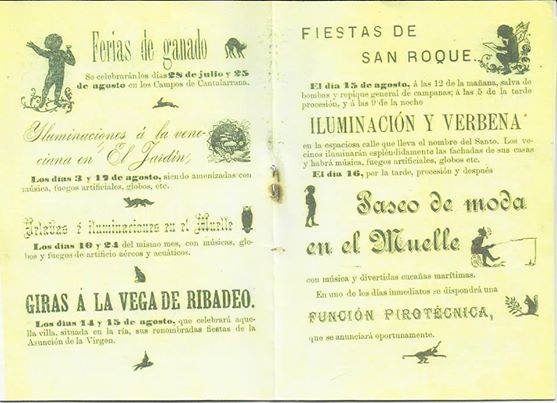 Ferias de ganado
Se celebrarán los días 28 de julio y 25
de agosto en los Campos de Cantalarrana.
Iluminaciones á la vene-
ciana en "El Jardín"
Los días 3 y 12 de agosto, siendo amenizadas con
música, fuegos artificiales, globos, etc.
Veladas é iluminaciones en el Muelle
Los días 10 y 24 del mismo mes, con músicas, glo-
bos y fuegos de artificio aéreos y acuáticos.
GIRAS Á LA VEGA DE RIBADEO.
Los días 14 y 15 de agosto, que celebrará aque-
lla villa, situada en la ría, sus renombradas fiestas de la
Asunción de la Virgen.
FIESTAS DE
SAN ROQUE.
El día 15 de agosto, á las 12 de la mañana, salva de
bombas y repique general de campanas; á las 5 de la tarde
procesión, y á las 9 de la noche
ILUMINACIÓN Y VERBENA
en la espaciosa calle que lleva el nombre del Santo. Los ve-
cinos iluminarán espléndidamente las fachadas de sus casas
y habrá música, fuegos artificiales, globos etc.
El día 16, por la tarde, procesión y después
Paseo de moda
en el Muelle
con música y divertidas cucañas marítimas.
En uno de los días inmediatos se dispondrá una
FUNCIÓN PIROTÉCNICA,
que se anunciará oportunamente.